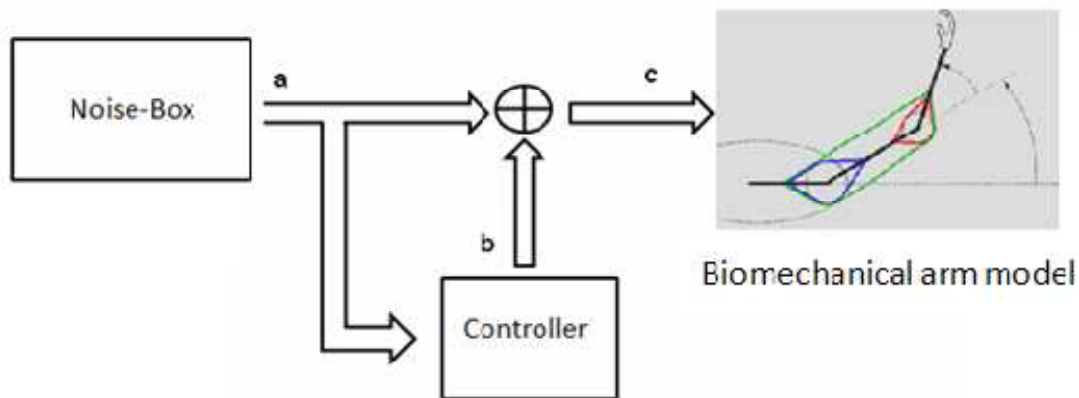 Noise-Box
a
c
b
Controller
Biomechanical arm model